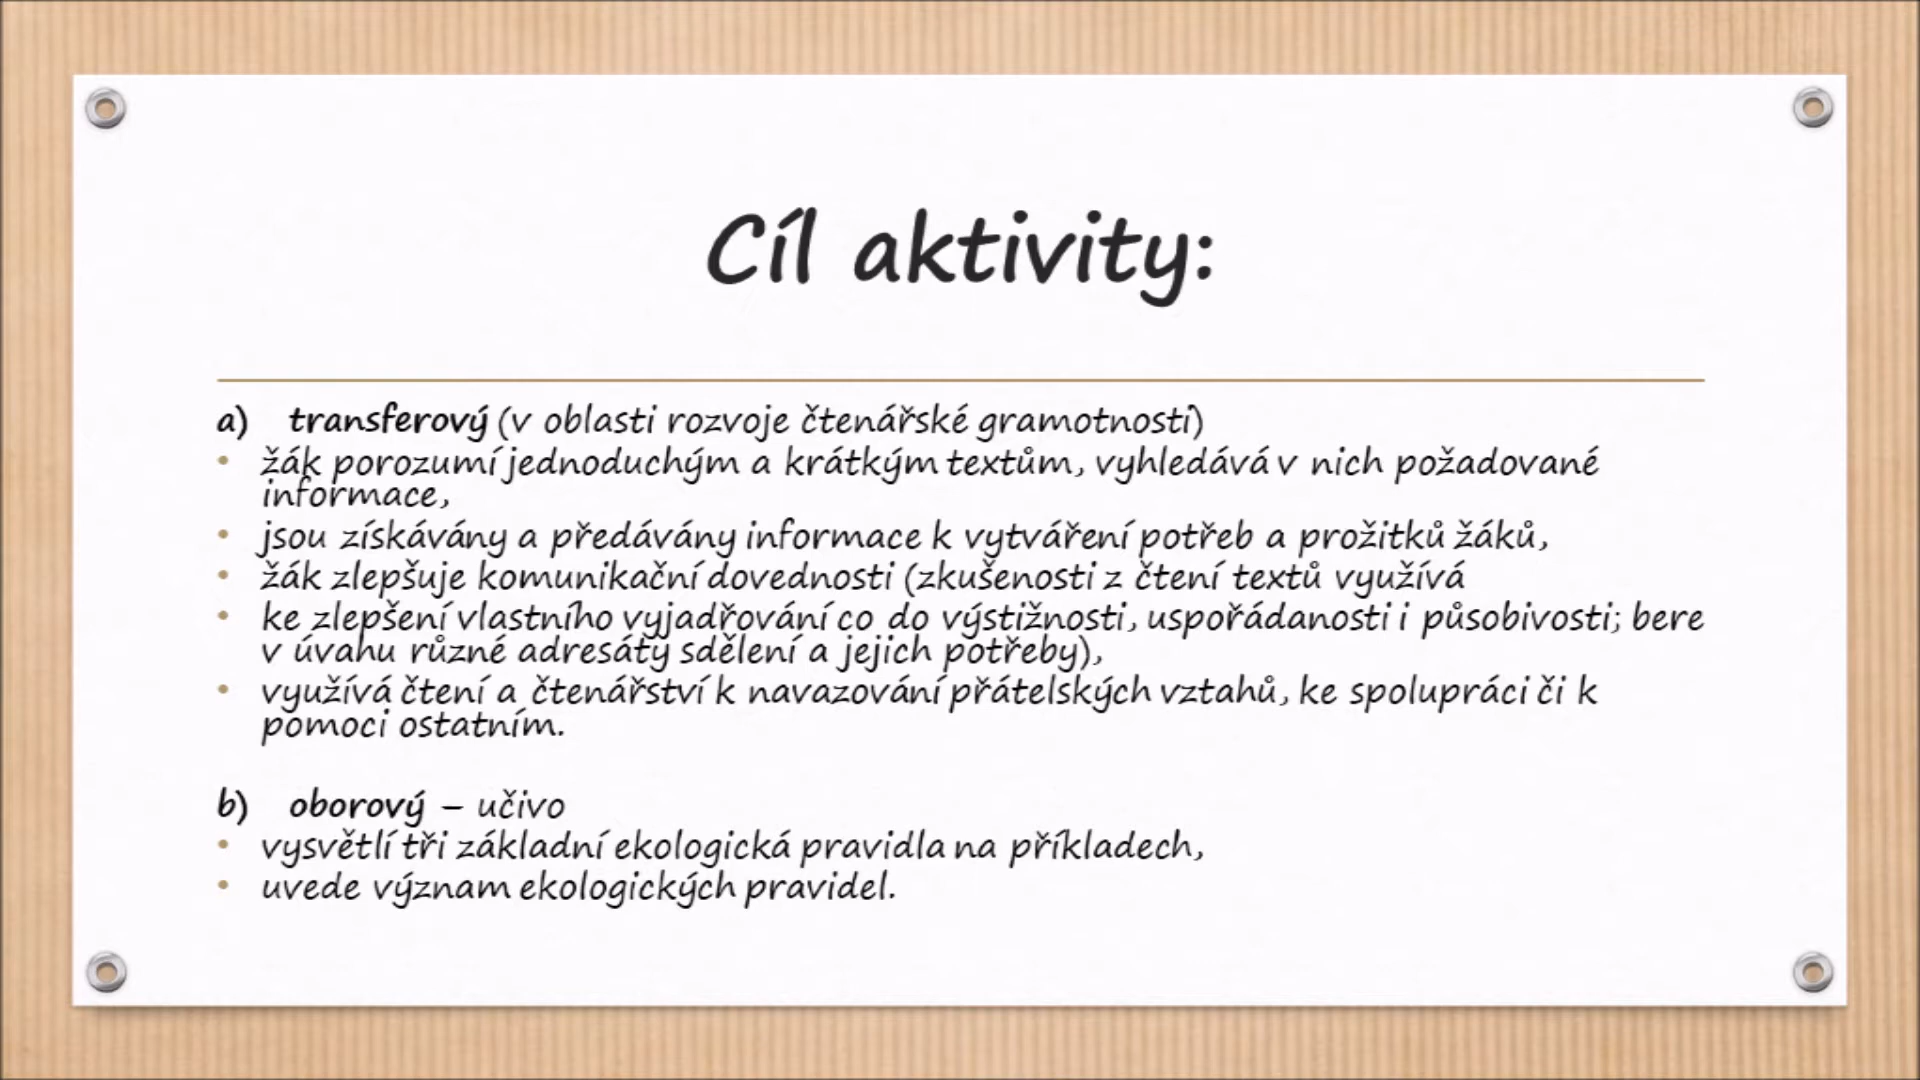 Cíl aktivity:
a) transferový (v oblasti rozvoje čtenářské gramotnosti)
• žák porozumí jednoduchým a krátkým textům, vyhledává v nich požadované
informace,
• jsou získávány a předávány informace k vytváření potřeb a prožitků žáků,
• žák zlepšuje komunikační dovednosti (zkušenosti z čtení textů využívá
• ke zlepšení vlastního vyjadřování co do výstižnosti, uspořádanosti i působivosti; bere
v úvahu různé adresáty sdělení a jejich potřeby),
• využívá čtení a čtenářství k navazování přátelských vztahů, ke spolupráci či k
pomoci ostatním.
b) oborový – učivo
• vysvětlí tři základní ekologická pravidla na příkladech,
• uvede význam ekologických pravidel.